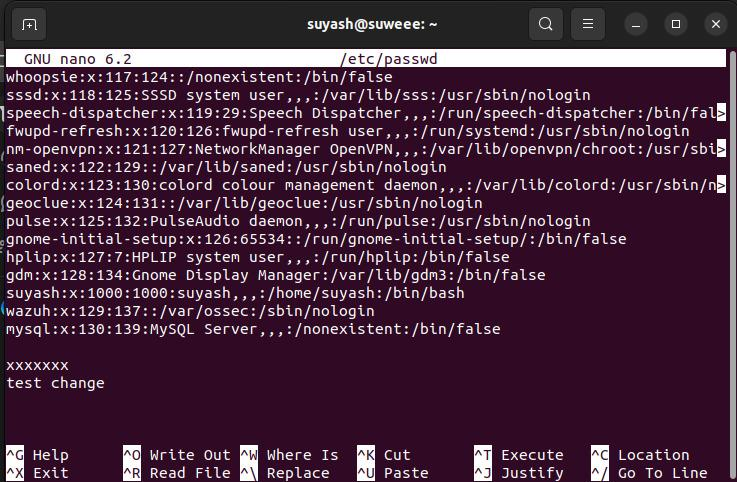 suyash@suweee: ~
GNU nano 6.2 /etc/passwd
whoopsie:x:117:124::/nonexistent:/bin/false
sssd:x:118:125:SSSD system user,,,:/var/lib/sss:/usr/sbin/nologin
speech-dispatcher:x:119:29:Speech Dispatcher,,,:/run/speech-dispatcher:/bin/fal>
fwupd-refresh:x:120:126:fwupd-refresh user,,,:/run/systemd:/usr/sbin/nologin
nm-openvpn:x:121:127:NetworkManager OpenVPN,,,:/var/lib/openvpn/chroot:/usr/sbi>
saned:x:122:129::/var/lib/saned:/usr/sbin/nologin
colord:x:123:130:colord colour management daemon,,,:/var/lib/colord:/usr/sbin/n>
geoclue:x:124:131::/var/lib/geoclue:/usr/sbin/nologin
pulse:x:125:132:PulseAudio daemon,,,:/run/pulse:/usr/sbin/nologin
gnome-initial-setup:x:126:65534::/run/gnome-initial-setup/:/bin/false
hplip:x:127:7:HPLIP system user,,,:/run/hplip:/bin/false
gdm:x:128:134:Gnome Display Manager:/var/lib/gdm3:/bin/false
suyash:x:1000:1000:suyash,,,:/home/suyash:/bin/bash
wazuh:x:129:137::/var/ossec:/sbin/nologin
mysql:x:130:139:MySQL Server,,,:/nonexistent:/bin/false
xxxxxxx
test change
^G Help ^O Write Out ^W Where Is ^K Cut ^T Execute ^C Location
^X Exit ^R Read File ^\ Replace ^U Paste ^J Justify ^/ Go To Line